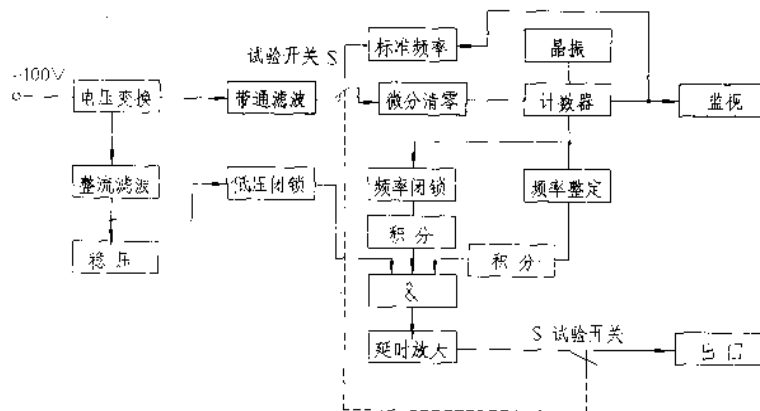 标准频率
晶振
试验开关 S
~100V
电压变换
带通滤波
微分清零
计数器
监视
整流滤波
低压闭锁
频率闭锁
频率整定
稳压
积分
积分
&
延时放大
S 试验开关
出口